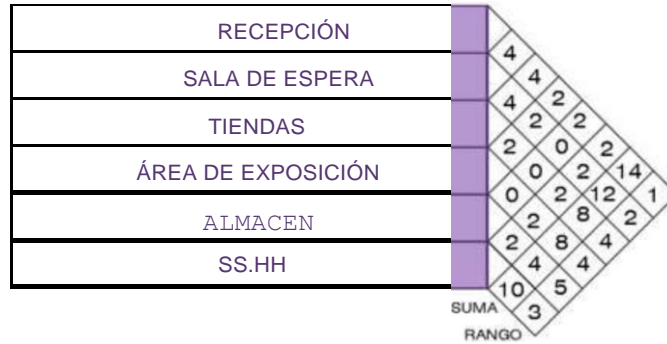 RECEPCIÓN
4
SALA DE ESPERA 4
4 2
TIENDAS 2 2
2 0 2
ÁREA DE EXPOSICIÓN 0 2 14
0 2 12 1
ALMACEN 2 8 2
2 8 4
SS.HH 4 4
10 5
SUMA 3
RANGO